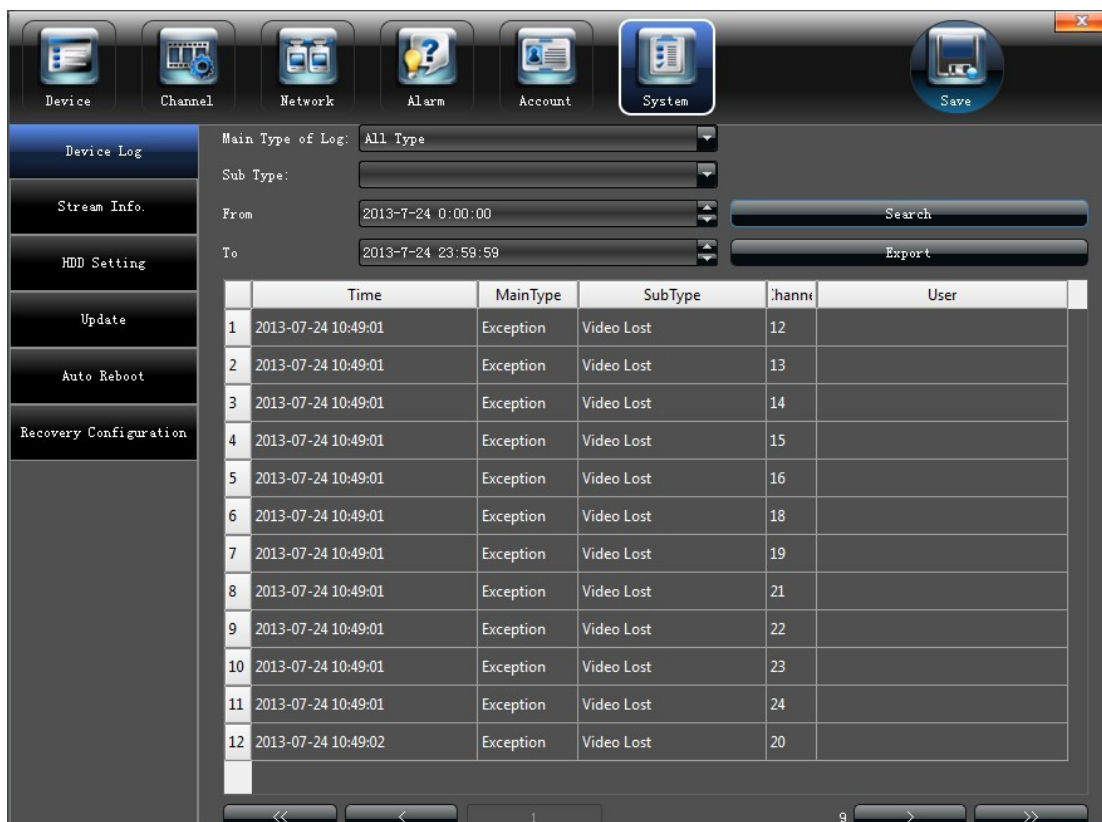 Device Channel Network Alarm Account System Save
Device Log
Stream Info.
HDD Setting
Update
Auto Reboot
Recovery Configuration
Main Type of Log: All Type
Sub Type:
From 2013-7-24 0:00:00 Search
To 2013-7-24 23:59:59 Export
Time MainType SubType Channe User
1 2013-07-24 10:49:01 Exception Video Lost 12
2 2013-07-24 10:49:01 Exception Video Lost 13
3 2013-07-24 10:49:01 Exception Video Lost 14
4 2013-07-24 10:49:01 Exception Video Lost 15
5 2013-07-24 10:49:01 Exception Video Lost 16
6 2013-07-24 10:49:01 Exception Video Lost 18
7 2013-07-24 10:49:01 Exception Video Lost 19
8 2013-07-24 10:49:01 Exception Video Lost 21
9 2013-07-24 10:49:01 Exception Video Lost 22
10 2013-07-24 10:49:01 Exception Video Lost 23
11 2013-07-24 10:49:01 Exception Video Lost 24
12 2013-07-24 10:49:02 Exception Video Lost 20
<< < 1 9 > >>